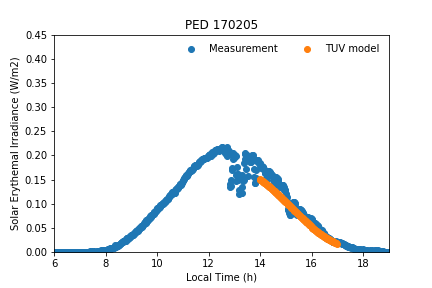 PED 170205
Measurement
TUV model
Solar Erythemal Irradiance (W/m2)
0.45
0.40
0.35
0.30
0.25
0.20
0.15
0.10
0.05
0.00
6 8 10 12 14 16 18
Local Time (h)